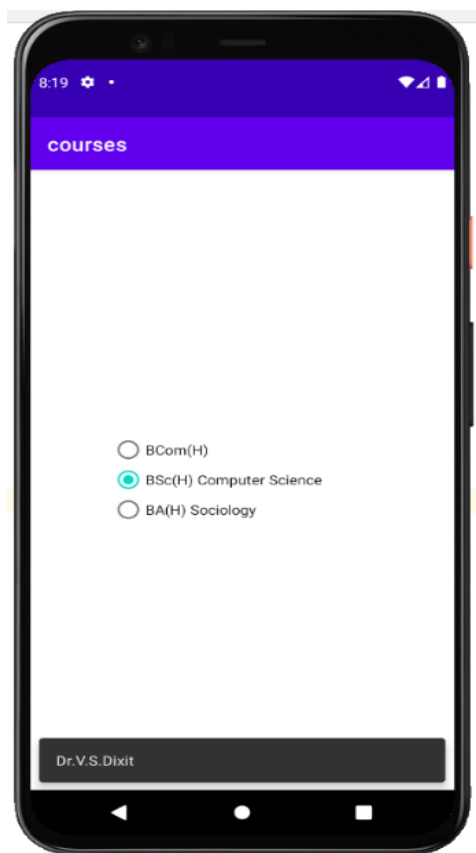 8:19
courses
BCom(H)
BSc(H) Computer Science
BA(H) Sociology
Dr.V.S.Dixit